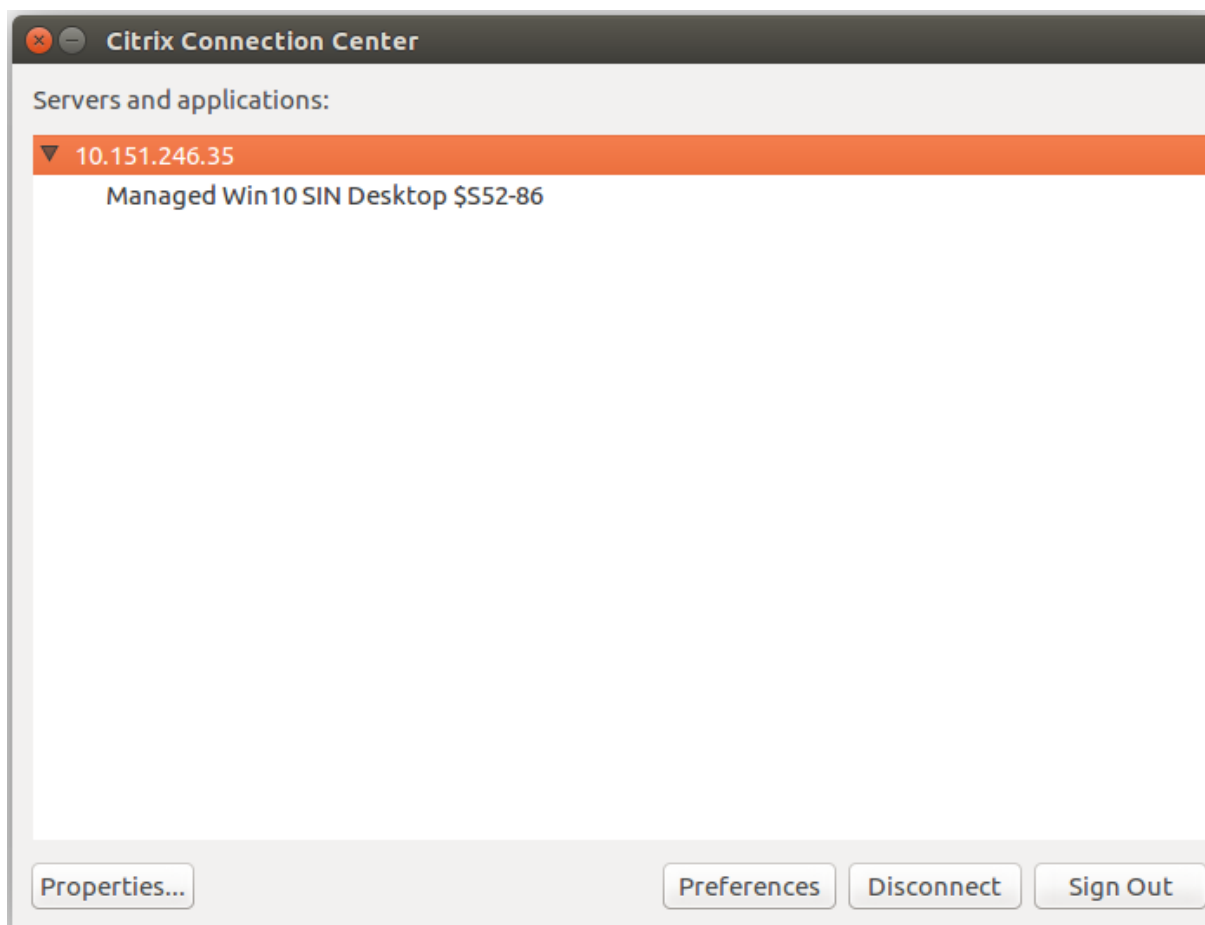 Citrix Connection Center
Servers and applications:
10.151.246.35
Managed Win10 SIN Desktop $S52-86
Properties... Preferences Disconnect Sign Out